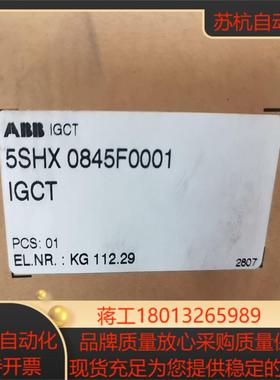 苏杭自动化
ABB IGCT
5SHX 0845F0001
IGCT
PCS: 01
EL.NR. : KG 112.29
2807
蒋工18013265989
自动化
品牌质量放心采购质量保
件开票
现货充足为您提供稳定的